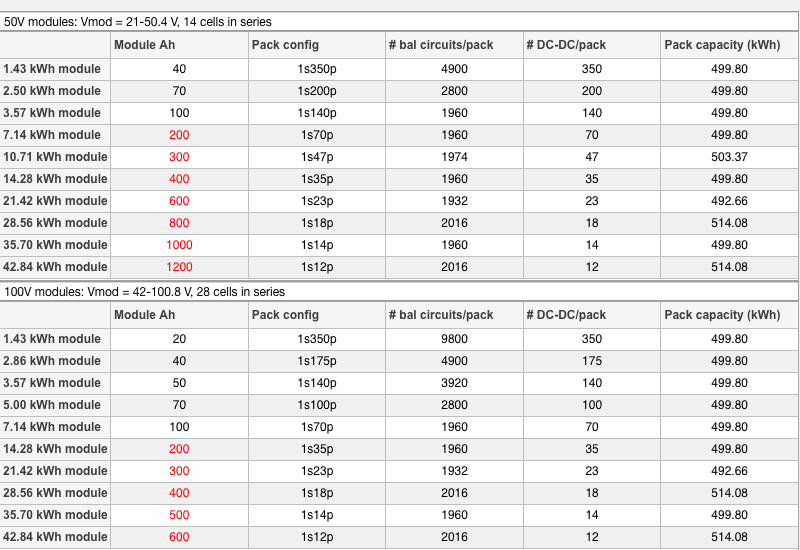 50V modules: Vmod = 21-50.4 V, 14 cells in series
Module Ah Pack config # bal circuits/pack # DC-DC/pack Pack capacity (kWh)
1.43 kWh module 40 1s350p 4900 350 499.80
2.50 kWh module 70 1s200p 2800 200 499.80
3.57 kWh module 100 1s140p 1960 140 499.80
7.14 kWh module 200 1s70p 1960 70 499.80
10.71 kWh module 300 1s47p 1974 47 503.37
14.28 kWh module 400 1s35p 1960 35 499.80
21.42 kWh module 600 1s23p 1932 23 492.66
28.56 kWh module 800 1s18p 2016 18 514.08
35.70 kWh module 1000 1s14p 1960 14 499.80
42.84 kWh module 1200 1s12p 2016 12 514.08
100V modules: Vmod = 42-100.8 V, 28 cells in series
Module Ah Pack config # bal circuits/pack # DC-DC/pack Pack capacity (kWh)
1.43 kWh module 20 1s350p 9800 350 499.80
2.86 kWh module 40 1s175p 4900 175 499.80
3.57 kWh module 50 1s140p 3920 140 499.80
5.00 kWh module 70 1s100p 2800 100 499.80
7.14 kWh module 100 1s70p 1960 70 499.80
14.28 kWh module 200 1s35p 1960 35 499.80
21.42 kWh module 300 1s23p 1932 23 492.66
28.56 kWh module 400 1s18p 2016 18 514.08
35.70 kWh module 500 1s14p 1960 14 499.80
42.84 kWh module 600 1s12p 2016 12 514.08